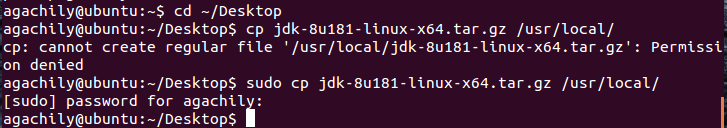 agachily@ubuntu:~$ cd ~/Desktop
agachily@ubuntu:~/Desktop$ cp jdk-8u181-linux-x64.tar.gz /usr/local/
cp: cannot create regular file '/usr/local/jdk-8u181-linux-x64.tar.gz': Permissi
on denied
agachily@ubuntu:~/Desktop$ sudo cp jdk-8u181-linux-x64.tar.gz /usr/local/
[sudo] password for agachily:
agachily@ubuntu:~/Desktop$